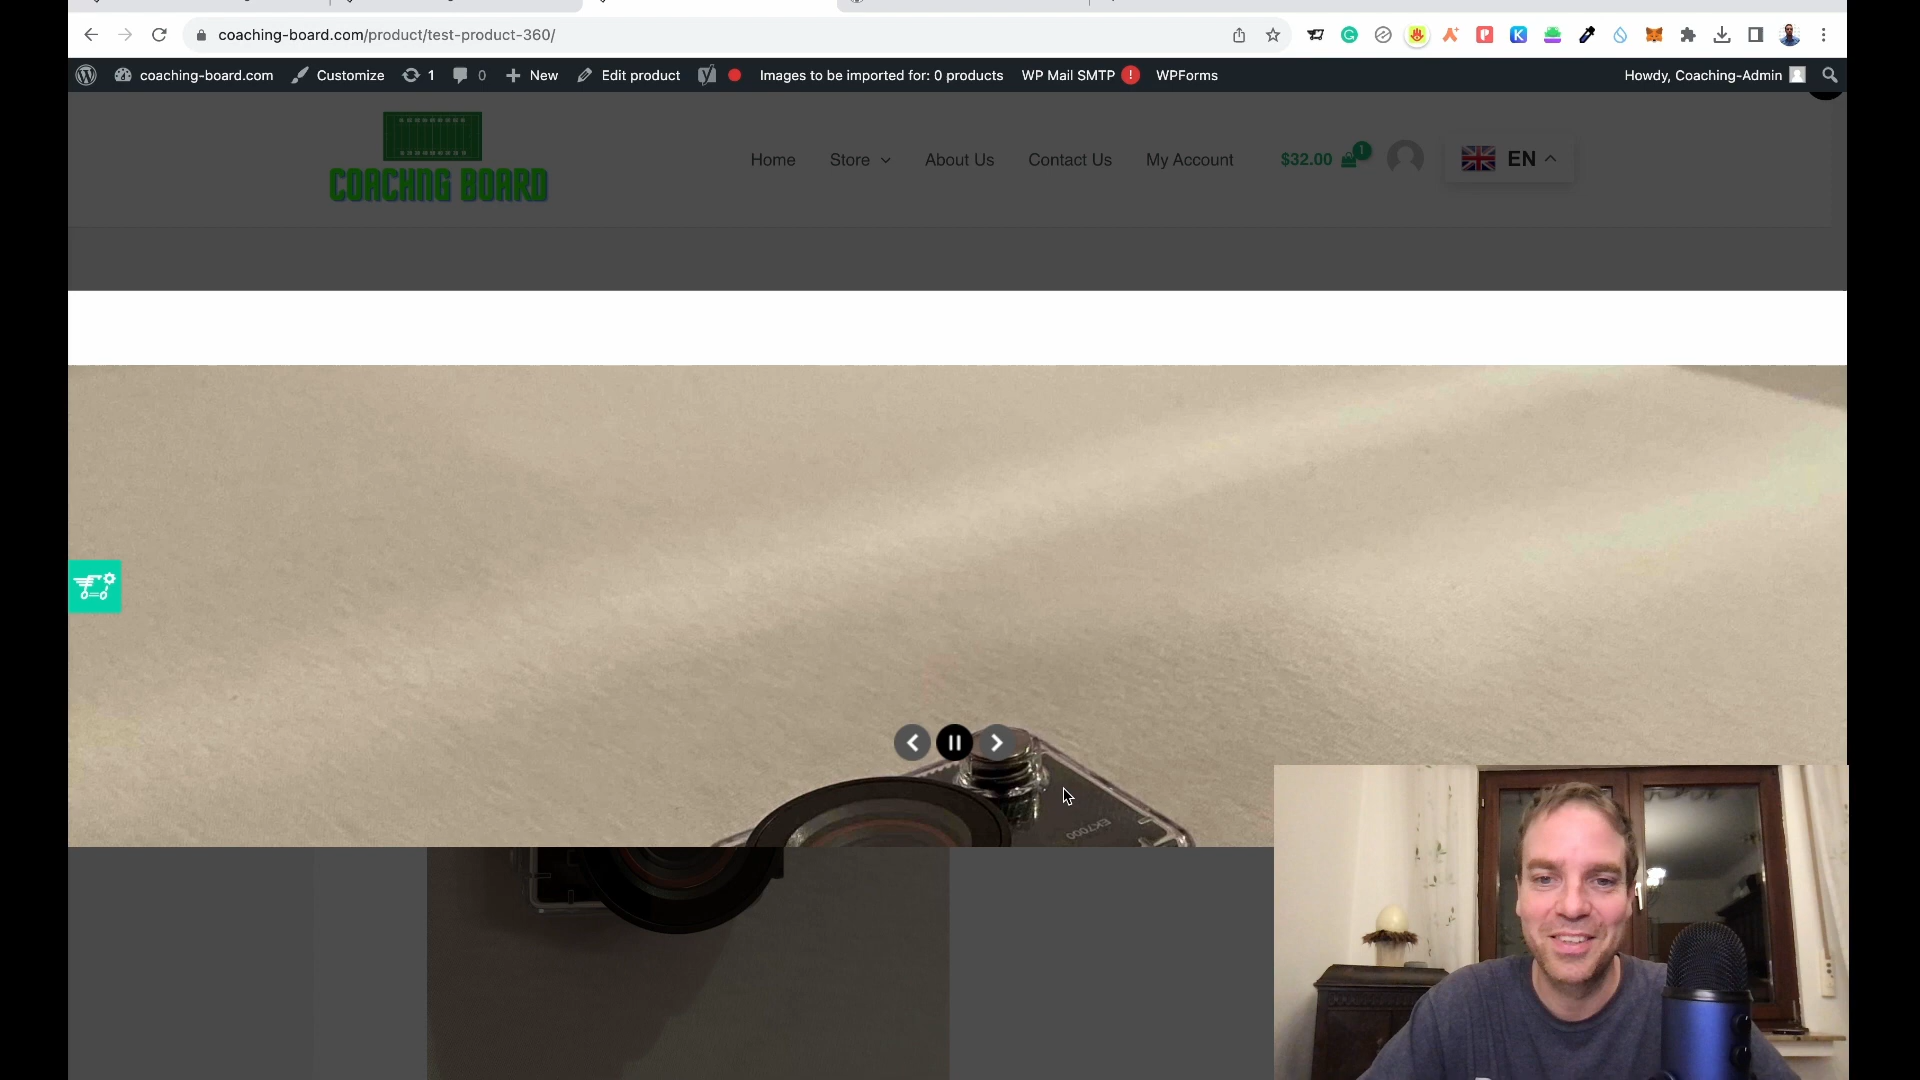 coaching-board.com/product/test-product-360/
coaching-board.com Customize 1 0 New Edit product Images to be imported for: 0 products WP Mail SMTP ! WPForms Howdy, Coaching-Admin
COACHNG BOARD
Home Store About Us Contact Us My Account $32.00 1 EN
EK7000